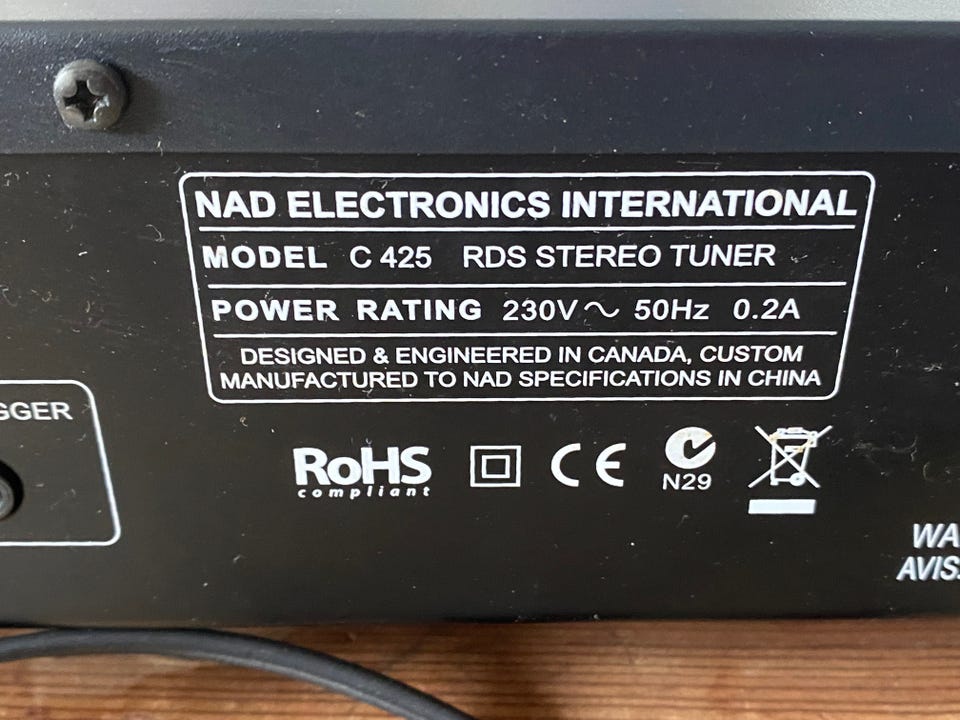 NAD ELECTRONICS INTERNATIONAL
MODEL C 425 RDS STEREO TUNER
POWER RATING 230V～ 50Hz 0.2A
DESIGNED & ENGINEERED IN CANADA, CUSTOM
MANUFACTURED TO NAD SPECIFICATIONS IN CHINA
GGER
RoHS
compliant
CE
N29
WA
AVIS